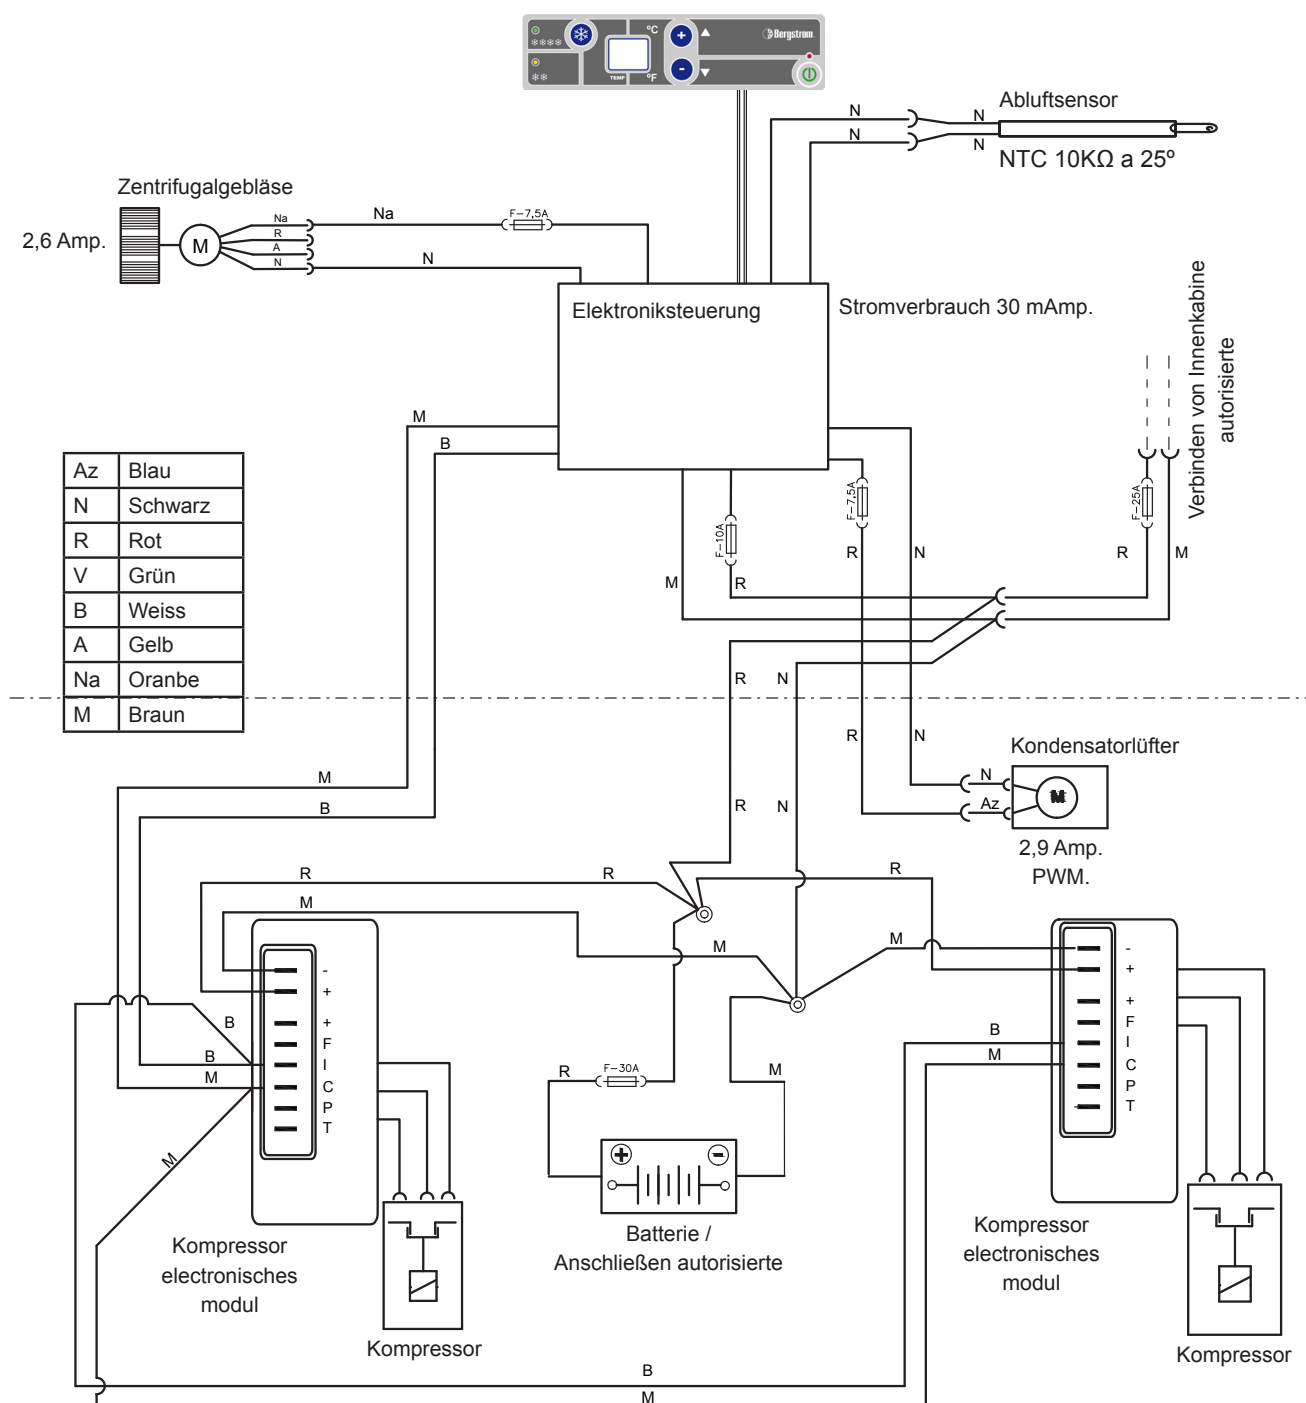 °C
Bergstrom
TEMP
°F
+
-
Abluftsensor
N
N
N
N
NTC 10KΩ a 25º
Zentrifugalgebläse
2,6 Amp.
M
Na
R
A
N
Na
F-7,5A
N
Elektroniksteuerung
Stromverbrauch 30 mAmp.
Verbinden von Innenkabine
autorisierte
M
B
Az Blau
N Schwarz
R Rot
V Grün
B Weiss
A Gelb
Na Oranbe
M Braun
F-10A
F-7,5A
F-25A
R
N
R
M
M
R
R
N
R
N
Kondensatorlüfter
N
Az
M
2,9 Amp.
PWM.
M
B
R
N
R
R
R
M
M
M
-
+
+
F
I
C
P
T
B
B
M
M
-
+
+
F
I
C
P
T
B
M
R
F-30A
M
+
-
Batterie /
Anschließen autorisierte
Kompressor
electronisches
modul
Kompressor
Kompressor
electronisches
modul
Kompressor
B
M